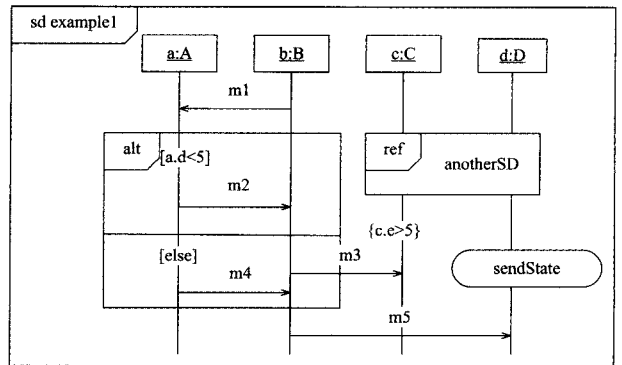 sd example1
a:A
b:B
c:C
d:D
m1
alt
[a.d<5]
ref
anotherSD
m2
{c.e>5}
[else]
m3
sendState
m4
m5